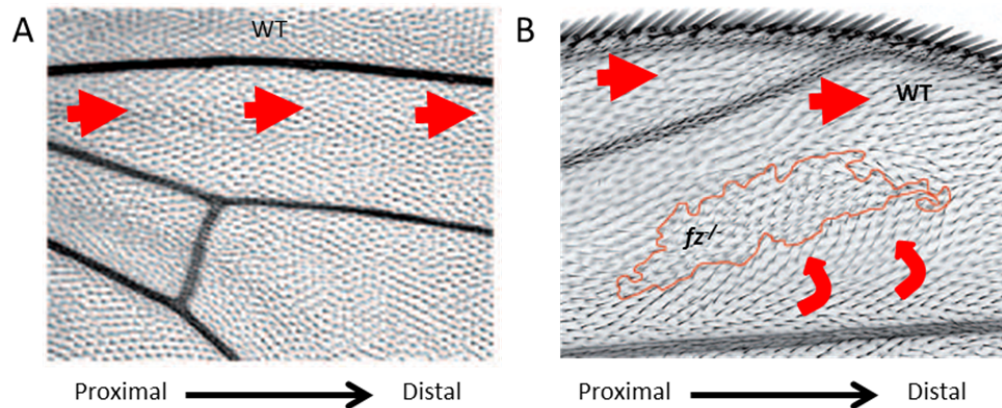 A
WT
Proximal
Distal
B
WT
fz-/
Proximal
Distal